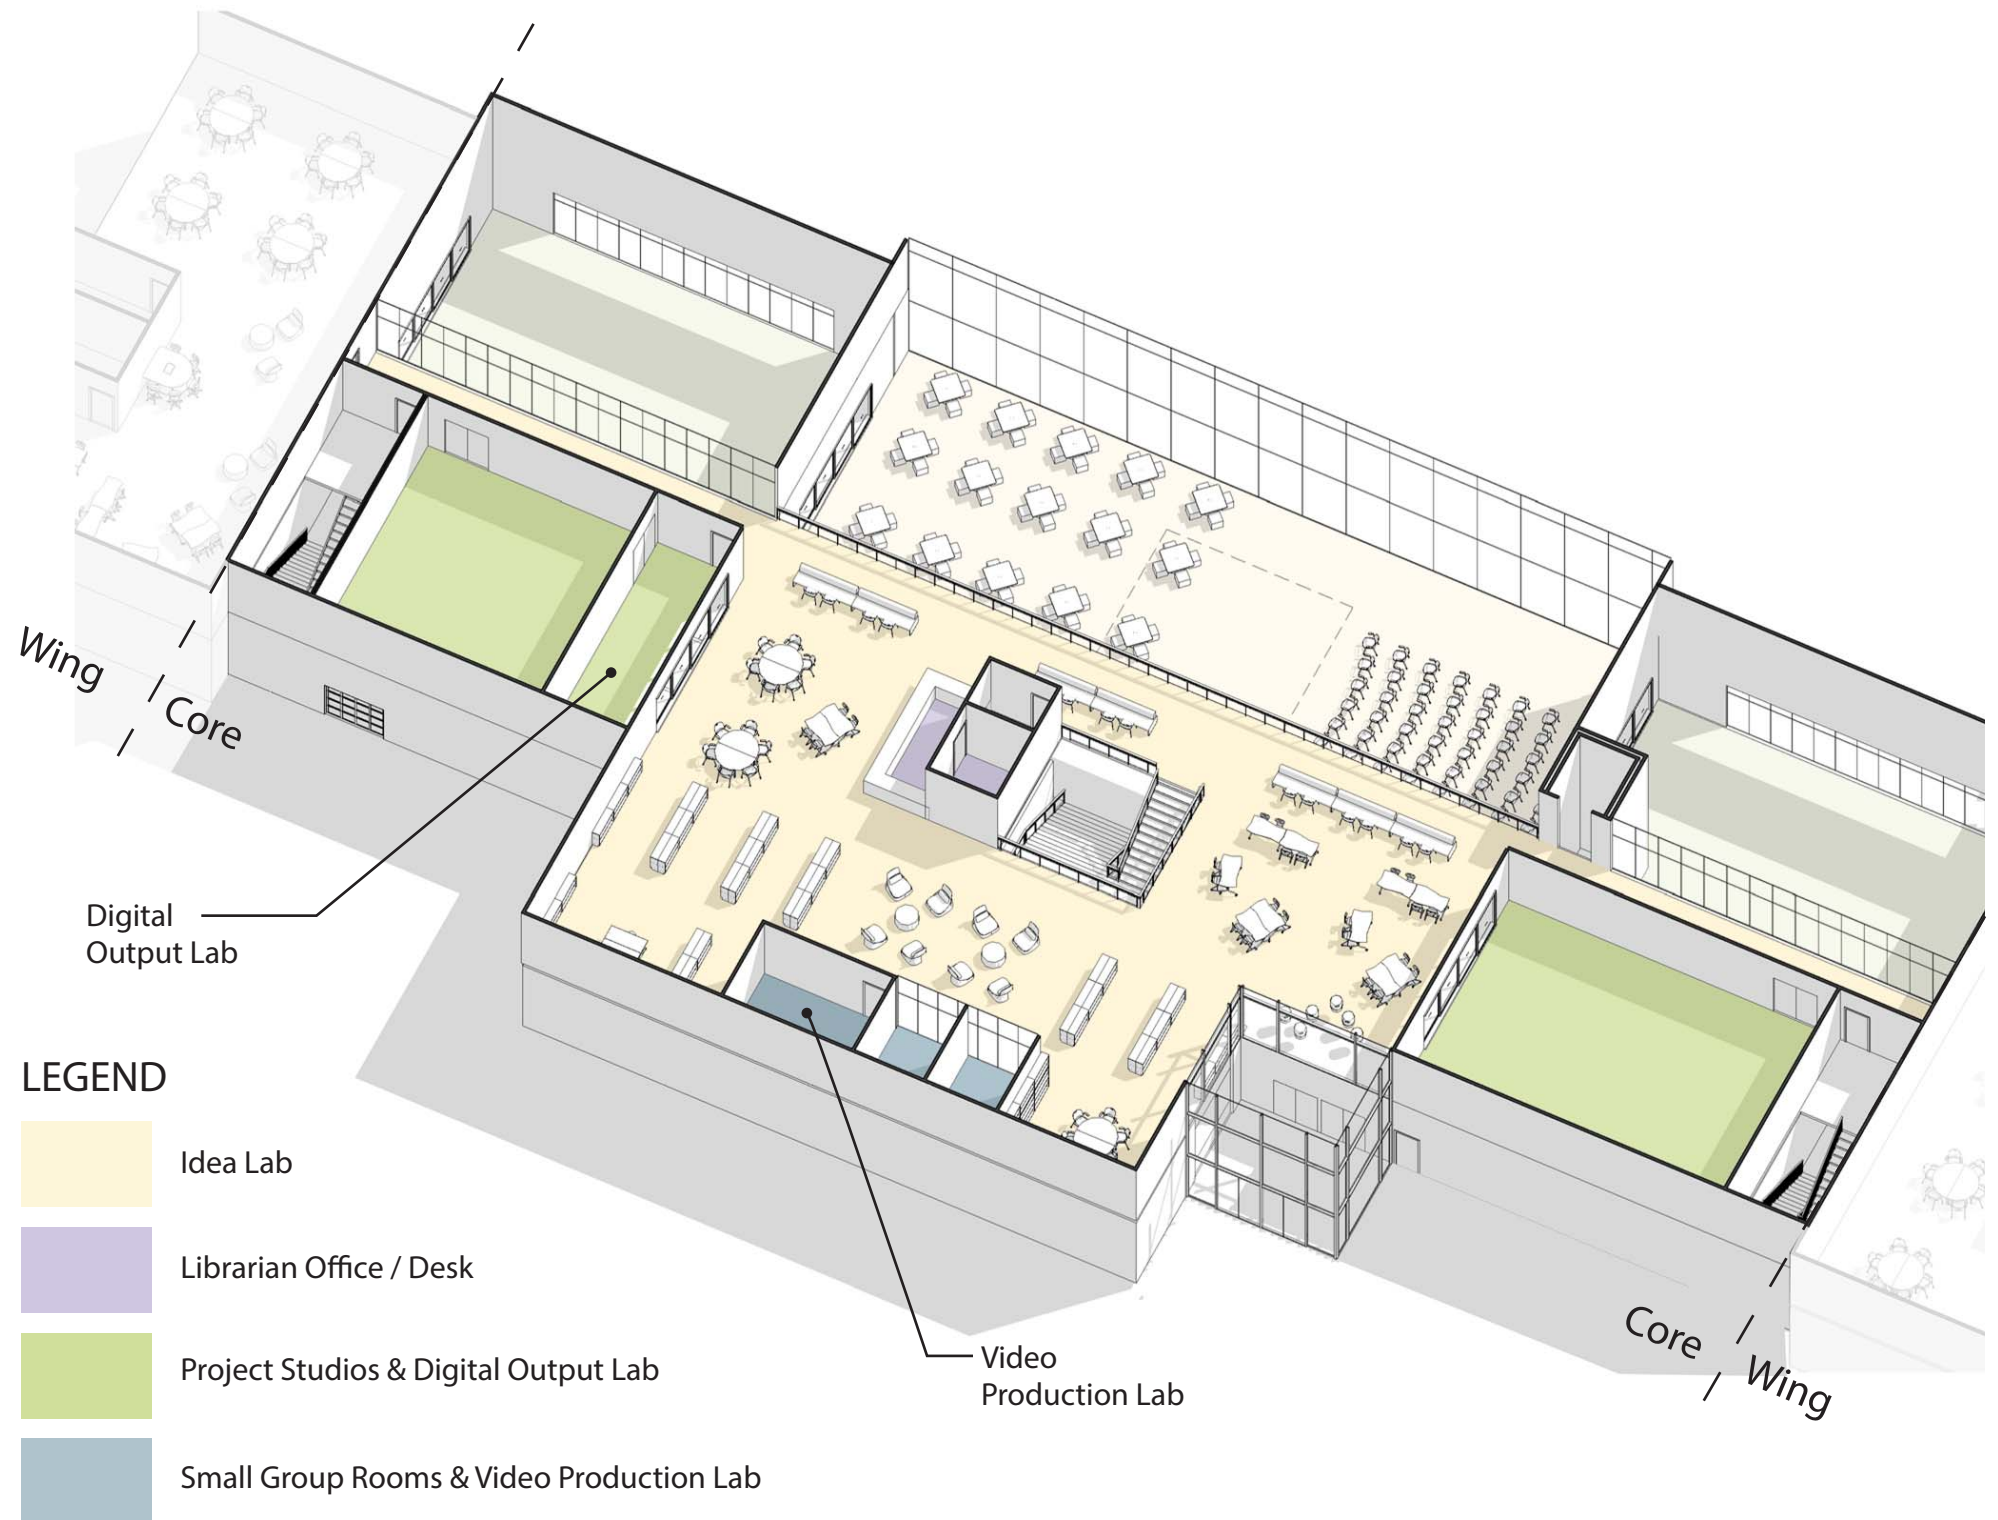 Wing
Core
Digital
Output Lab
LEGEND
Idea Lab
Librarian Office / Desk
Project Studios & Digital Output Lab
Small Group Rooms & Video Production Lab
Video
Production Lab
Core
Wing